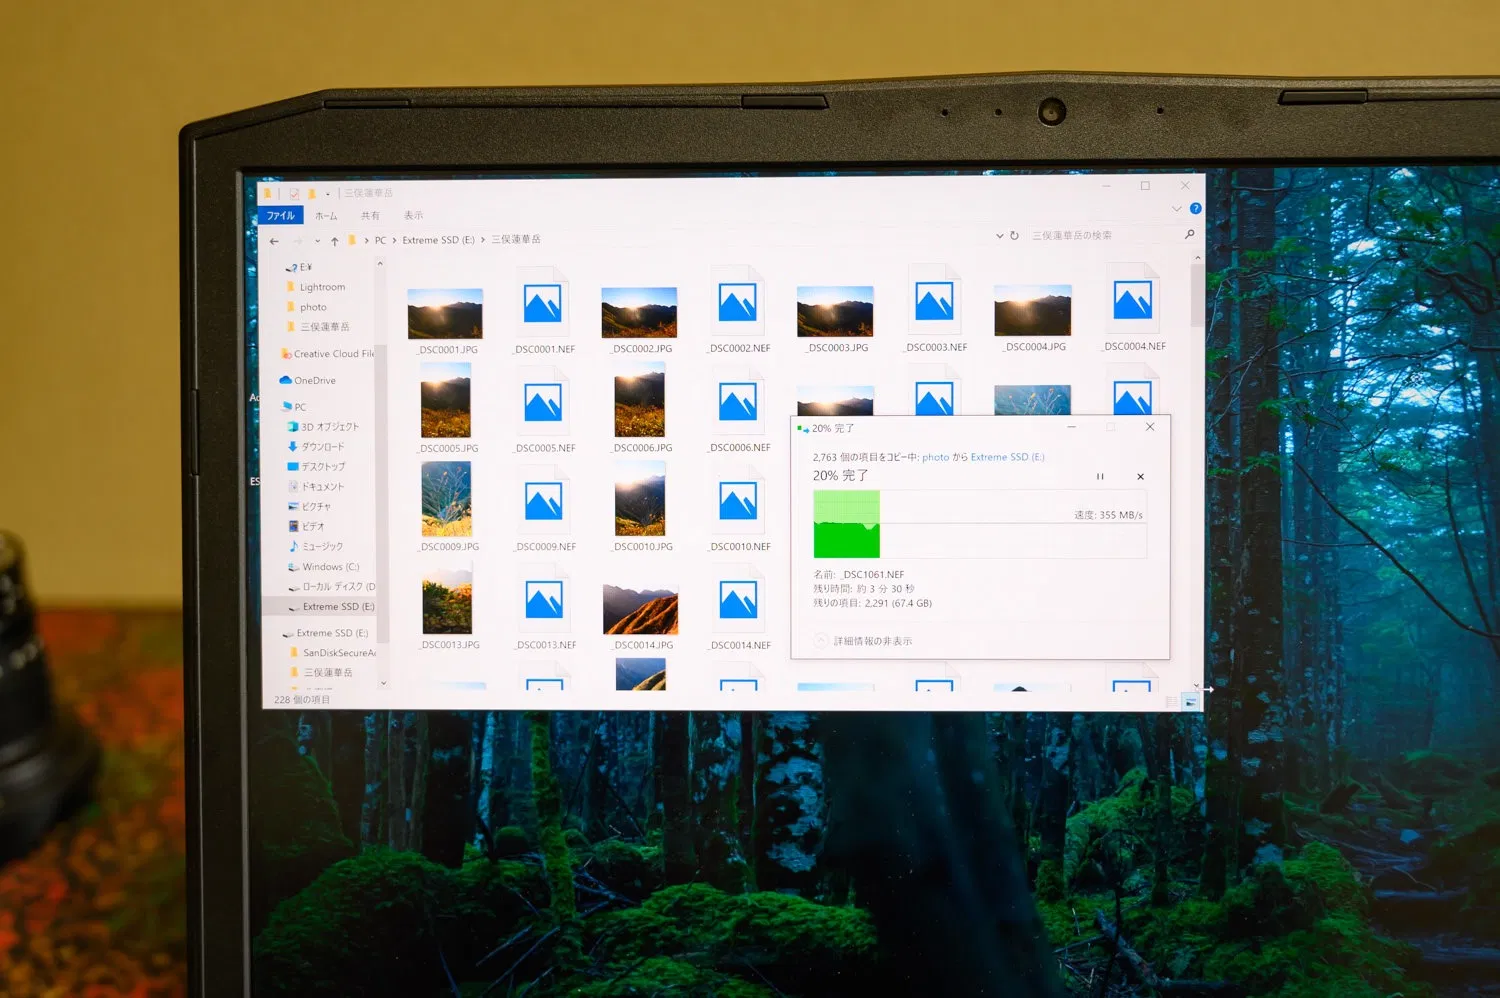 三俣蓮華岳
ファイル ホーム 共有 表示
PC Extreme SSD (E:) 三俣蓮華岳
三俣蓮華岳の検索
E:¥
Lightroom
photo
三俣蓮華岳
Creative Cloud File
OneDrive
PC
3D オブジェクト
ダウンロード
デスクトップ
ドキュメント
ピクチャ
ビデオ
ミュージック
Windows (C:)
ローカル ディスク (D
Extreme SSD (E:)
Extreme SSD (E:)
SanDiskSecureAc
三俣蓮華岳
228 個の項目
_DSC0001.JPG _DSC0001.NEF _DSC0002.JPG _DSC0002.NEF _DSC0003.JPG _DSC0003.NEF _DSC0004.JPG _DSC0004.NEF
_DSC0005.JPG _DSC0005.NEF _DSC0006.JPG _DSC0006.NEF
_DSC0009.JPG _DSC0009.NEF _DSC0010.JPG _DSC0010.NEF
_DSC0013.JPG _DSC0013.NEF _DSC0014.JPG _DSC0014.NEF
20% 完了
2,763 個の項目をコピー中: photo から Extreme SSD (E:)
20% 完了
速度: 355 MB/s
名前: _DSC1061.NEF
残り時間: 約 3 分 30 秒
残りの項目: 2,291 (67.4 GB)
詳細情報の非表示
Ac
ES